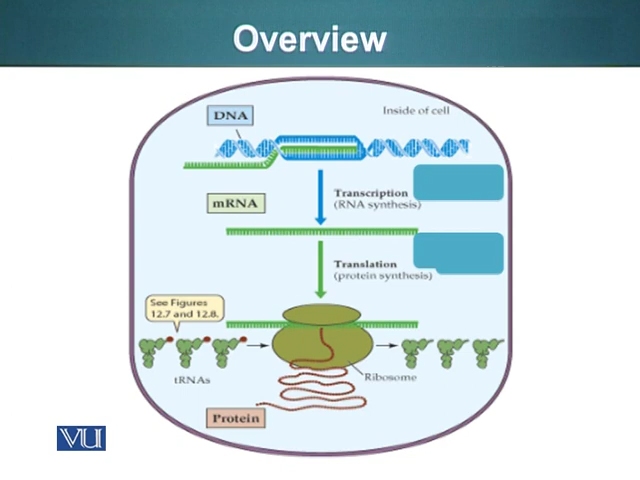 Overview
DNA
Inside of cell
Transcription
(RNA synthesis)
mRNA
Translation
(protein synthesis)
See Figures
12.7 and 12.8.
tRNAs
Ribosome
Protein
VU